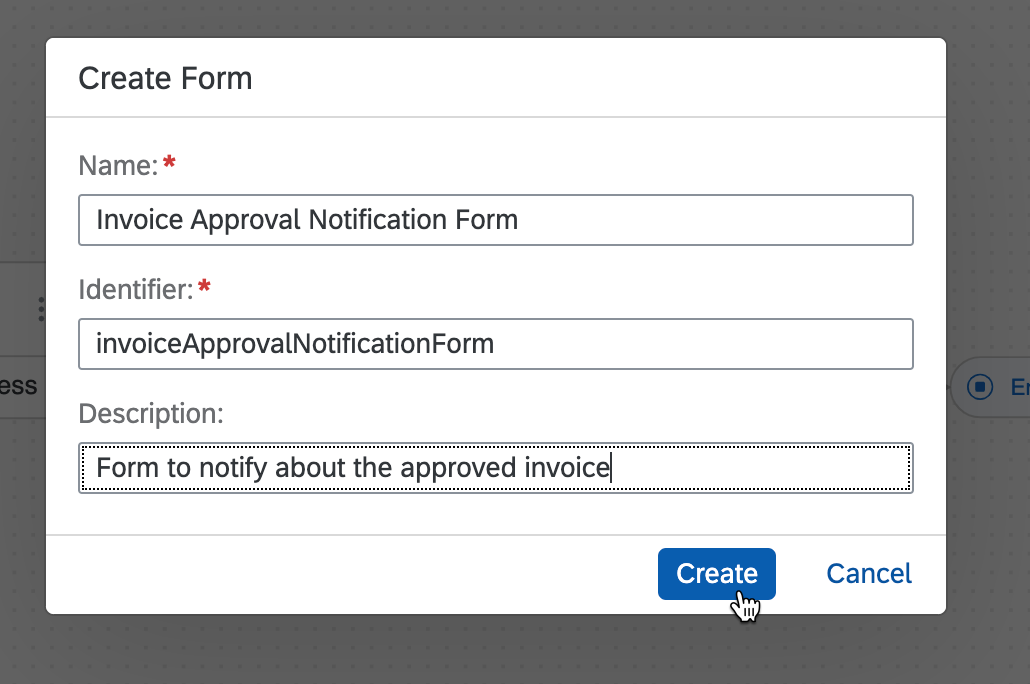 Create Form
Name: *
Invoice Approval Notification Form
Identifier: *
invoiceApprovalNotificationForm
ess
En
Description:
Form to notify about the approved invoice
Create
Cancel